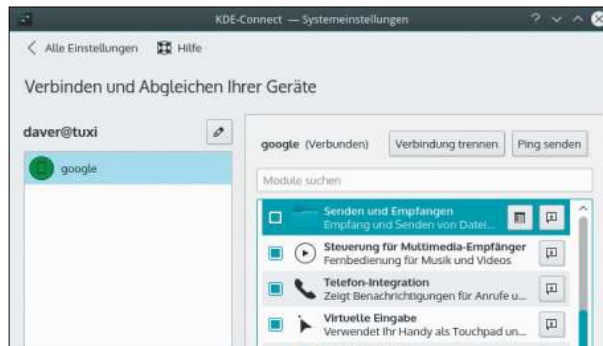 KDE-Connect — Systemeinstellungen
Alle Einstellungen Hilfe
Verbinden und Abgleichen Ihrer Geräte
daver@tuxi
google
google (Verbunden) Verbindung trennen Ping senden
Module suchen
Senden und Empfangen
Empfang und Senden von Datei...
Steuerung für Multimedia-Empfänger
Fernbedienung für Musik und Videos
Telefon-Integration
Zeigt Benachrichtigungen für Anrufe u...
Virtuelle Eingabe
Verwendet Ihr Handy als Touchpad un...